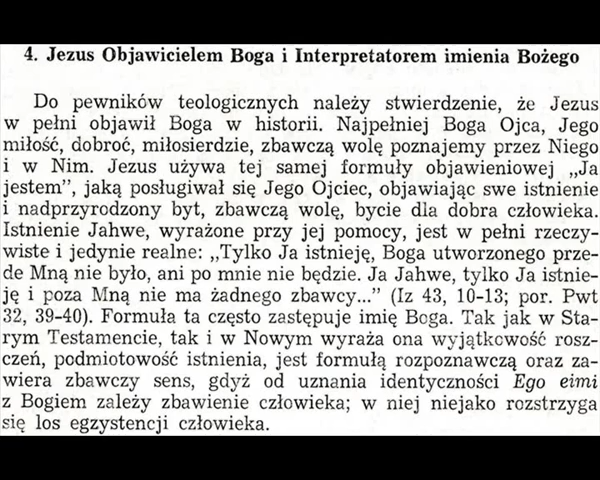 4. Jezus Objawicielem Boga i Interpretatorem imienia Bożego
Do pewników teologicznych należy stwierdzenie, że Jezus
w pełni objawił Boga w historii. Najpełniej Boga Ojca, Jego
miłość, dobroć, miłosierdzie, zbawczą wolę poznajemy przez Niego
i w Nim. Jezus używa tej samej formuły objawieniowej „Ja
jestem”, jaką posługiwał się Jego Ojciec, objawiając swe istnienie
i nadprzyrodzony byt, zbawczą wolę, bycie dla dobra człowieka.
Istnienie Jahwe, wyrażone przy jej pomocy, jest w pełni rzeczy-
wiste i jedynie realne: „Tylko Ja istnieję, Boga utworzonego prze-
de Mną nie było, ani po mnie nie będzie. Ja Jahwe, tylko Ja istnie-
ję i poza Mną nie ma żadnego zbawcy...” (Iz 43, 10-13; por. Pwt
32, 39-40). Formuła ta często zastępuje imię Boga. Tak jak w Sta-
rym Testamencie, tak i w Nowym wyraża ona wyjątkowość rosz-
czeń, podmiotowość istnienia, jest formułą rozpoznawczą oraz za-
wiera zbawczy sens, gdyż od uznania identyczności Ego eimi
z Bogiem zależy zbawienie człowieka; w niej niejako rozstrzyga
się los egzystencji człowieka.